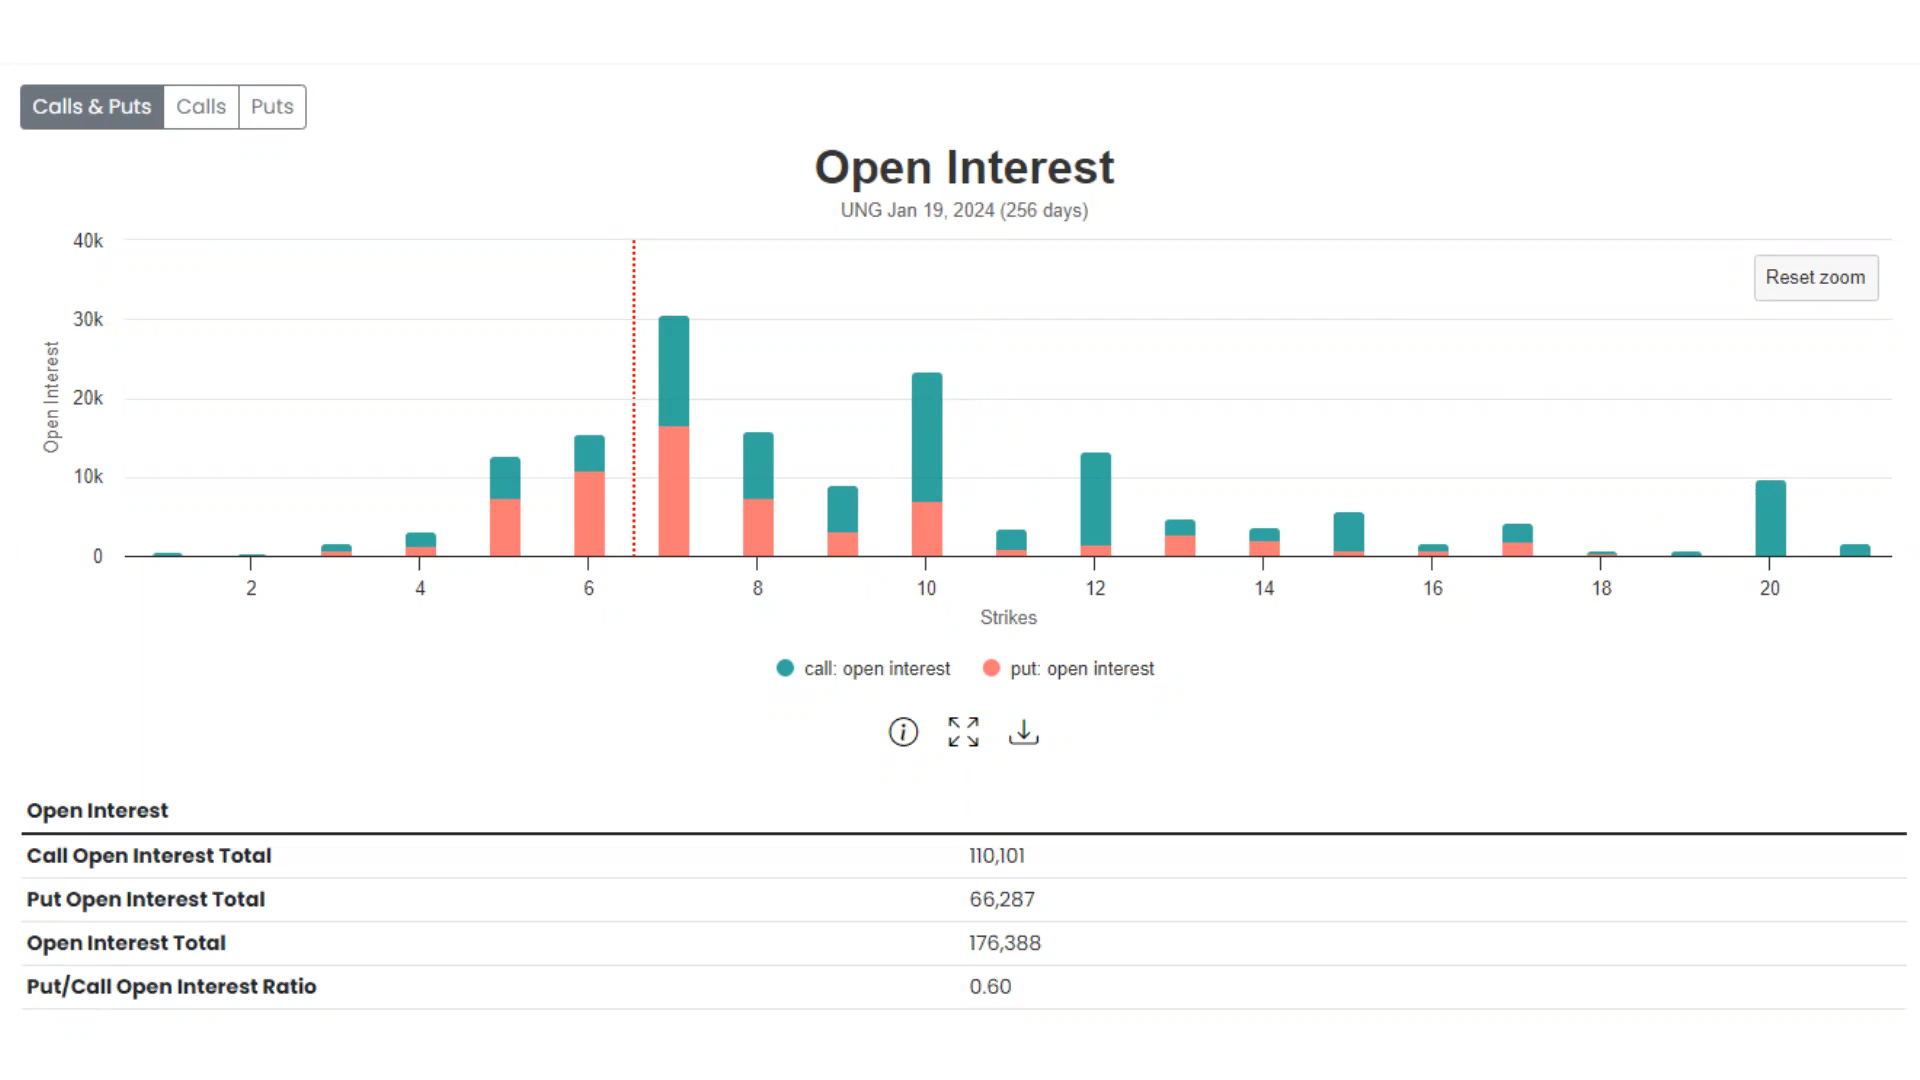 Calls & Puts Calls Puts
Open Interest
UNG Jan 19, 2024 (256 days)
Reset zoom
40k
30k
20k
10k
0
Open Interest
2 4 6 8 10 12 14 16 18 20
Strikes
call: open interest put: open interest
Open Interest
Call Open Interest Total 110,101
Put Open Interest Total 66,287
Open Interest Total 176,388
Put/Call Open Interest Ratio 0.60